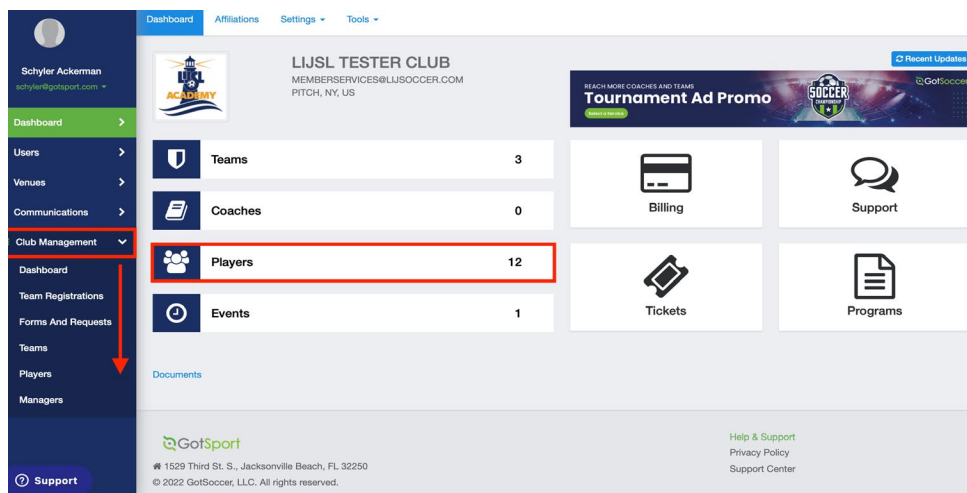 Dashboard
Affiliations
Settings
Tools
Schyler Ackerman
schyler@gotsport.com
Dashboard
Users
Venues
Communications
Club Management
Dashboard
Team Registrations
Forms And Requests
Teams
Players
Managers
Support
LIJSL
ACADEMY
LIJSL TESTER CLUB
MEMBERSERVICES@LIJSOCCER.COM
PITCH, NY, US
Recent Updates
REACH MORE COACHES AND TEAMS
Tournament Ad Promo
Select a Service
SOCCER
CHAMPIONSHIP
GotSoccer
Teams 3
Coaches 0
Players 12
Events 1
Billing
Support
Tickets
Programs
Documents
GotSport
1529 Third St. S., Jacksonville Beach, FL 32250
© 2022 GotSoccer, LLC. All rights reserved.
Help & Support
Privacy Policy
Support Center